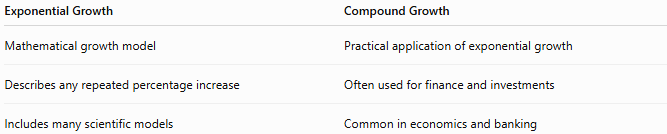 Exponential Growth Compound Growth
Mathematical growth model Practical application of exponential growth
Describes any repeated percentage increase Often used for finance and investments
Includes many scientific models Common in economics and banking